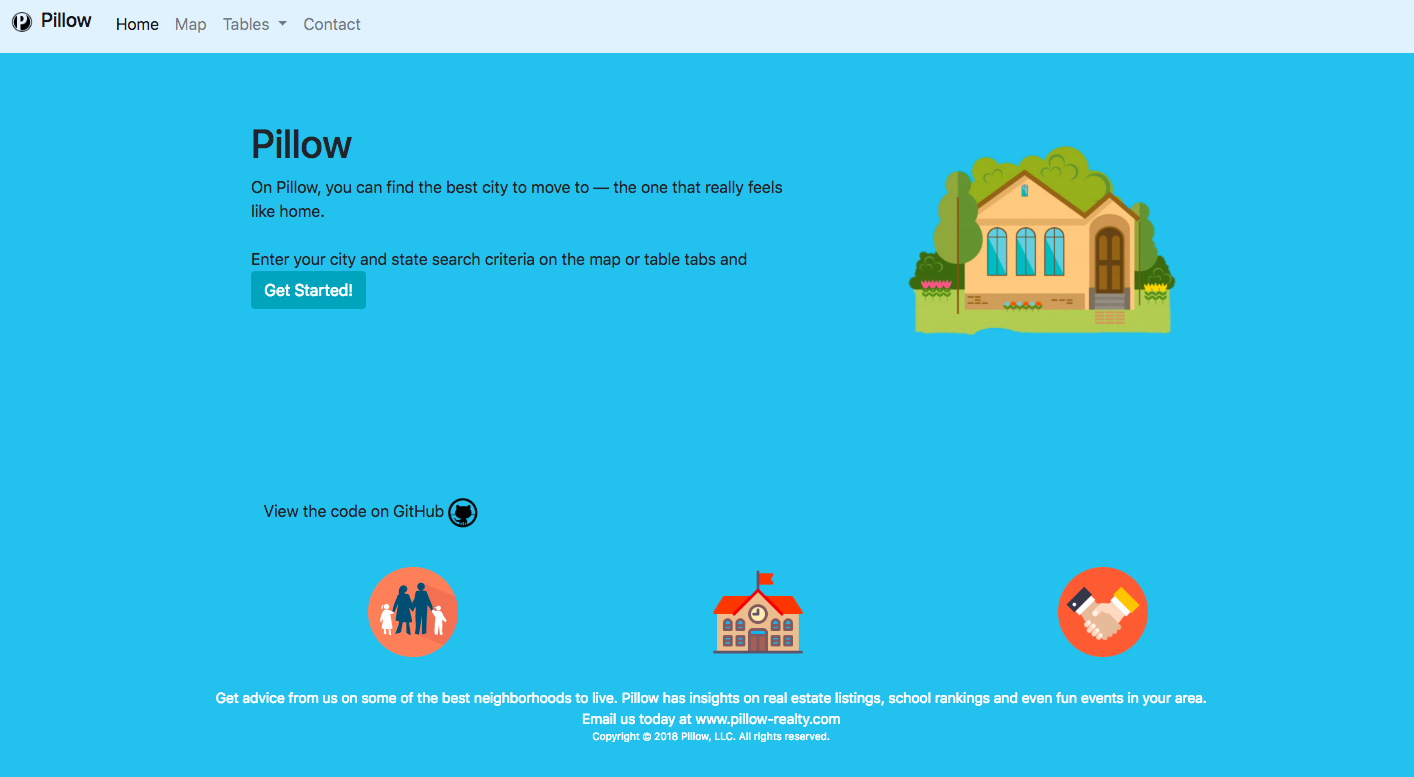 Pillow
Home
Map
Tables
Contact
Pillow
On Pillow, you can find the best city to move to — the one that really feels
like home.
Enter your city and state search criteria on the map or table tabs and
Get Started!
View the code on GitHub
Get advice from us on some of the best neighborhoods to live. Pillow has insights on real estate listings, school rankings and even fun events in your area.
Email us today at www.pillow-realty.com
Copyright © 2018 Pillow, LLC. All rights reserved.